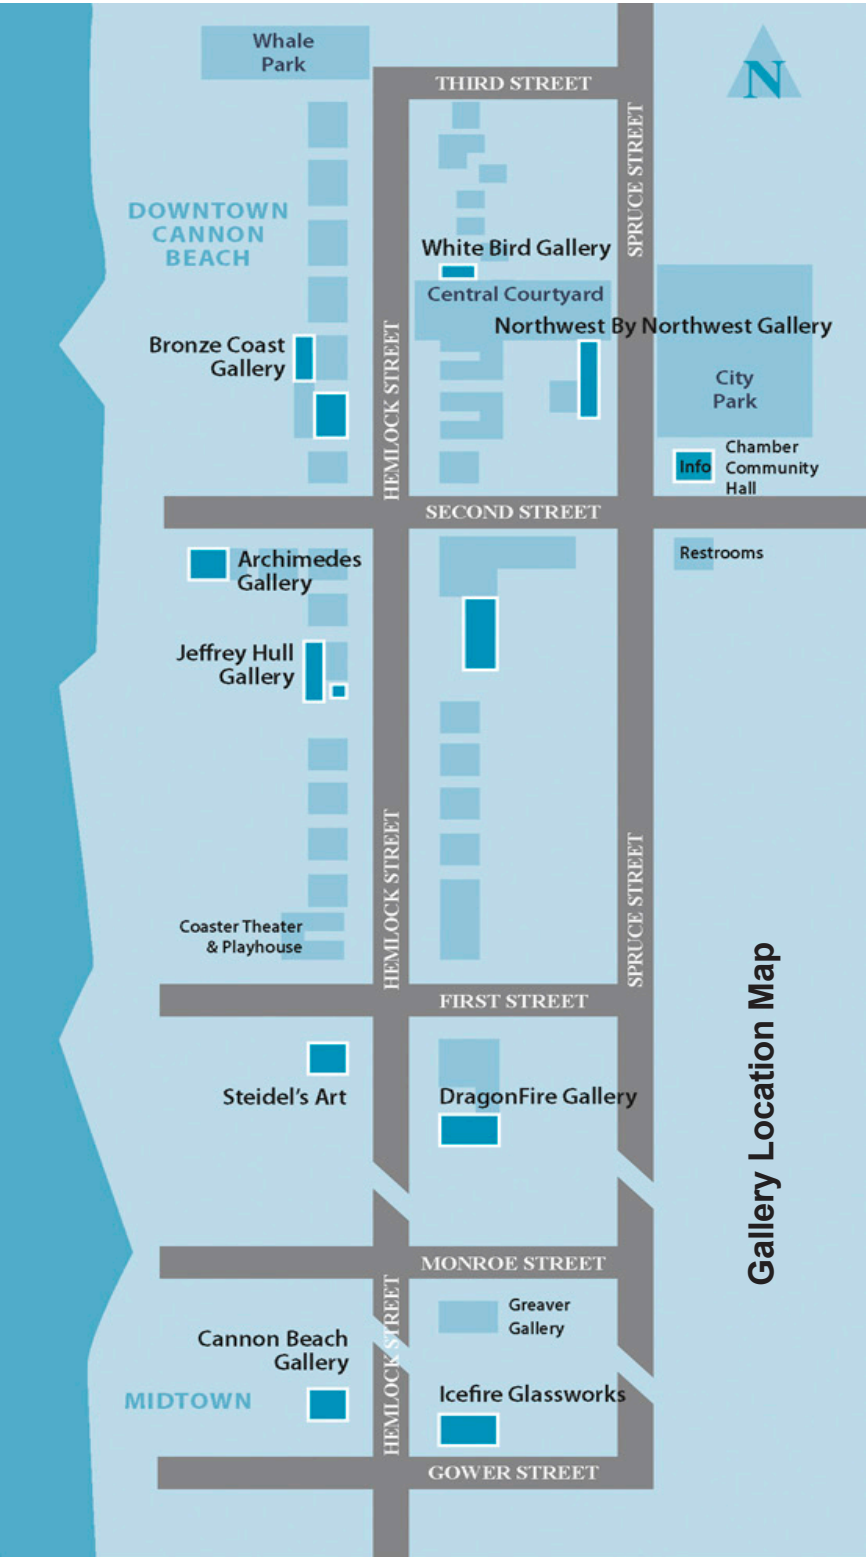 Whale
Park
N
THIRD STREET
SPRUCE STREET
DOWNTOWN
CANNON
BEACH
White Bird Gallery
Central Courtyard
Northwest By Northwest Gallery
Bronze Coast
Gallery
HEMLOCK STREET
City
Park
Chamber
Community
Hall
Info
SECOND STREET
Archimedes
Gallery
Restrooms
Jeffrey Hull
Gallery
HEMLOCK STREET
SPRUCE STREET
Coaster Theater
& Playhouse
FIRST STREET
Gallery Location Map
Steidel's Art
DragonFire Gallery
MONROE STREET
HEMLOCK STREET
Greaver
Gallery
Cannon Beach
Gallery
MIDTOWN
Icefire Glassworks
GOWER STREET